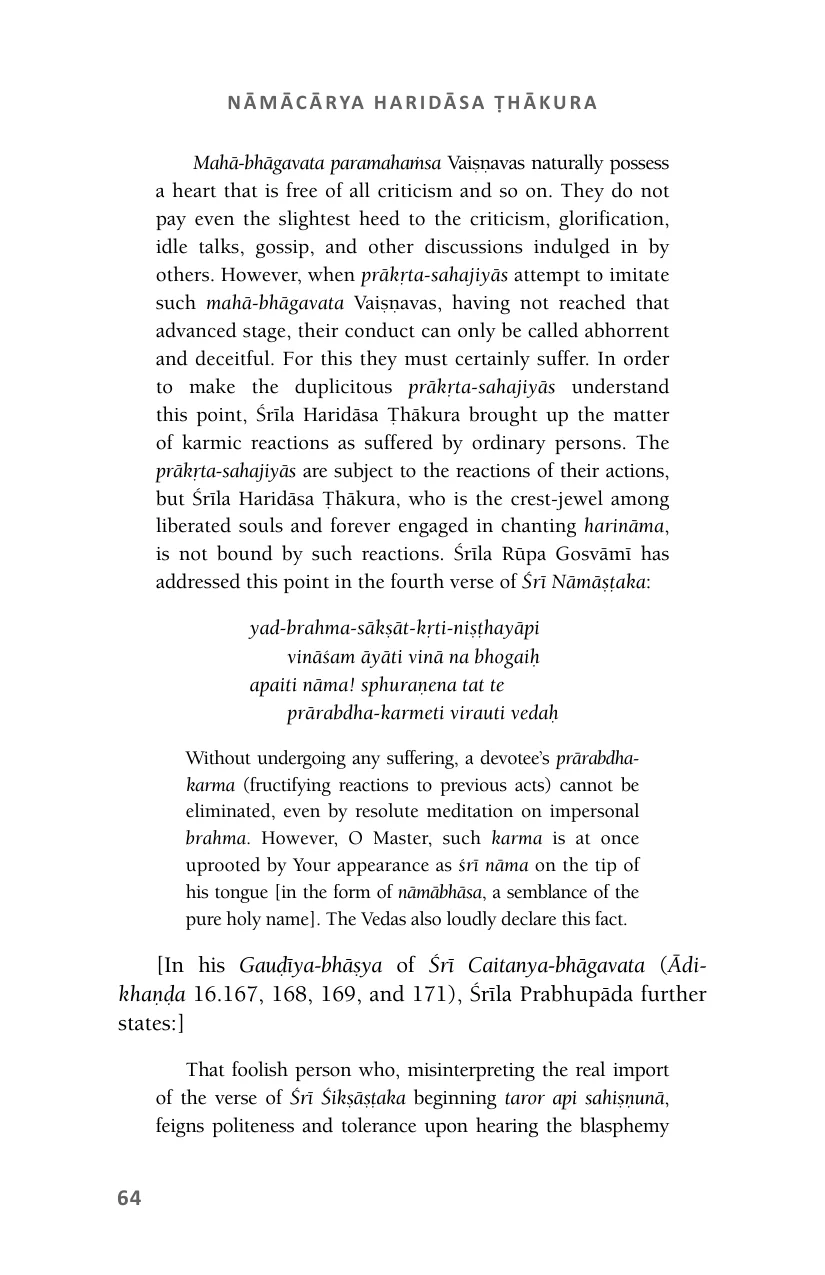 NĀMĀCĀRYA HARIDĀSA ṬHĀKURA
Mahā-bhāgavata paramahaṁsa Vaiṣṇavas naturally possess
a heart that is free of all criticism and so on. They do not
pay even the slightest heed to the criticism, glorification,
idle talks, gossip, and other discussions indulged in by
others. However, when prākṛta-sahajiyās attempt to imitate
such mahā-bhāgavata Vaiṣṇavas, having not reached that
advanced stage, their conduct can only be called abhorrent
and deceitful. For this they must certainly suffer. In order
to make the duplicitous prākṛta-sahajiyās understand
this point, Śrīla Haridāsa Ṭhākura brought up the matter
of karmic reactions as suffered by ordinary persons. The
prākṛta-sahajiyās are subject to the reactions of their actions,
but Śrīla Haridāsa Ṭhākura, who is the crest-jewel among
liberated souls and forever engaged in chanting harināma,
is not bound by such reactions. Śrīla Rūpa Gosvāmī has
addressed this point in the fourth verse of Śrī Nāmāṣṭaka:
yad-brahma-sākṣāt-kṛti-niṣṭhayāpi
vināśam āyāti vinā na bhogaiḥ
apaiti nāma! sphuraṇena tat te
prārabdha-karmeti virauti vedaḥ
Without undergoing any suffering, a devotee’s prārabdha-
karma (fructifying reactions to previous acts) cannot be
eliminated, even by resolute meditation on impersonal
brahma. However, O Master, such karma is at once
uprooted by Your appearance as śrī nāma on the tip of
his tongue [in the form of nāmābhāsa, a semblance of the
pure holy name]. The Vedas also loudly declare this fact.
[In his Gauḍīya-bhāṣya of Śrī Caitanya-bhāgavata (Ādi-
khaṇḍa 16.167, 168, 169, and 171), Śrīla Prabhupāda further
states:]
That foolish person who, misinterpreting the real import
of the verse of Śrī Śikṣāṣṭaka beginning taror api sahiṣṇunā,
feigns politeness and tolerance upon hearing the blasphemy
64